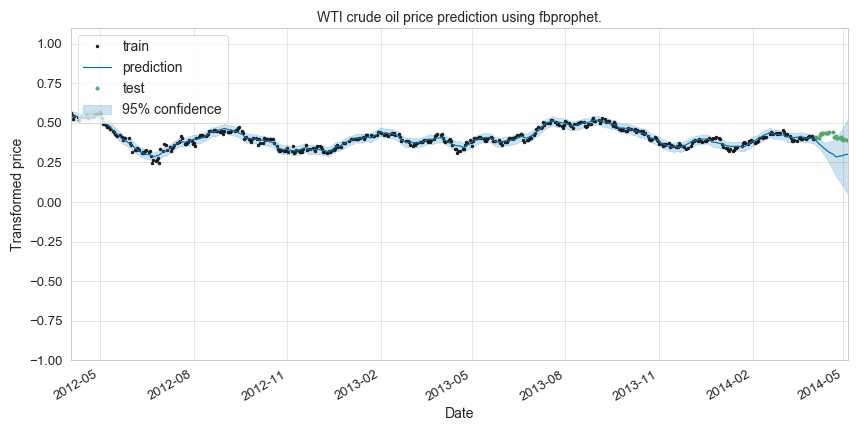 WTI crude oil price prediction using fbprophet.
train
prediction
test
95% confidence
Transformed price
1.00
0.75
0.50
0.25
0.00
−0.25
−0.50
−0.75
−1.00
2012-05
2012-08
2012-11
2013-02
2013-05
2013-08
2013-11
2014-02
2014-05
Date